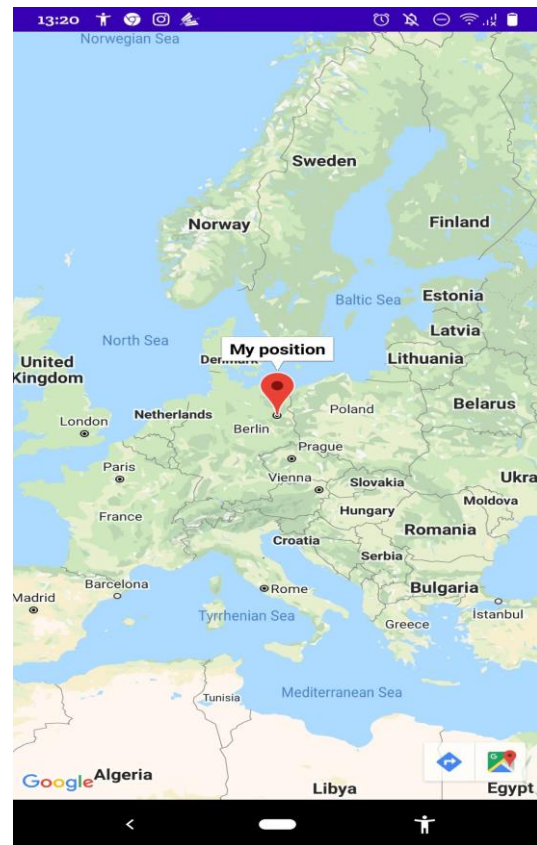 13:20
Norwegian Sea
Sweden
Norway
Finland
Baltic Sea
Estonia
North Sea
Latvia
My position
Lithuania
United
Kingdom
Netherlands
Poland
Belarus
London
Berlin
Prague
Paris
Vienna
Slovakia
Ukra
Moldova
France
Hungary
Romania
Croatia
Serbia
Barcelona
Rome
Bulgaria
Madrid
Tyrrhenian Sea
Istanbul
Greece
Tunisia
Mediterranean Sea
Google
Algeria
Libya
Egypt